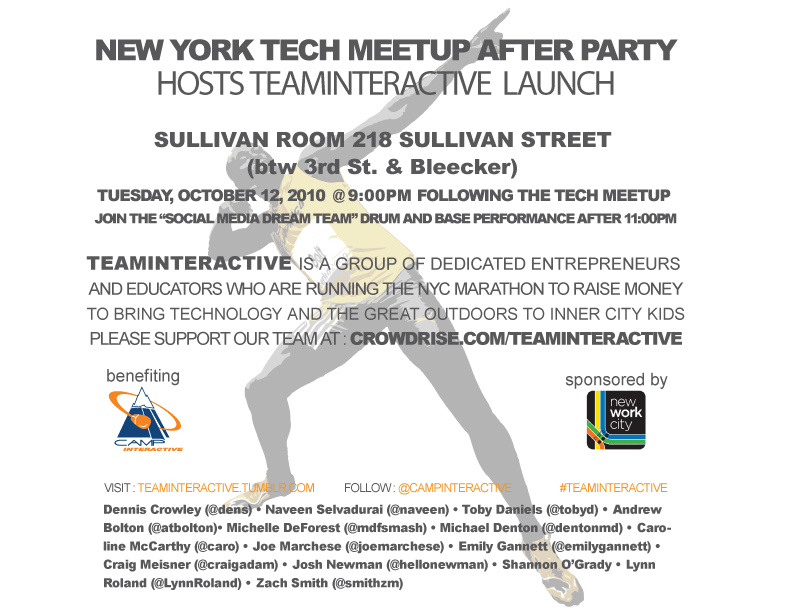 NEW YORK TECH MEETUP AFTER PARTY
HOSTS TEAMINTERACTIVE LAUNCH
SULLIVAN ROOM 218 SULLIVAN STREET
(btw 3rd St. & Bleecker)
TUESDAY, OCTOBER 12, 2010 @ 9:00PM FOLLOWING THE TECH MEETUP
JOIN THE “SOCIAL MEDIA DREAM TEAM” DRUM AND BASE PERFORMANCE AFTER 11:00PM
TEAMINTERACTIVE IS A GROUP OF DEDICATED ENTREPRENEURS
AND EDUCATORS WHO ARE RUNNING THE NYC MARATHON TO RAISE MONEY
TO BRING TECHNOLOGY AND THE GREAT OUTDOORS TO INNER CITY KIDS
PLEASE SUPPORT OUR TEAM AT : CROWDRISE.COM/TEAMINTERACTIVE
benefiting
CAMP
INTERACTIVE
sponsored by
new
work
city
VISIT : TEAMINTERACTIVE.TUMBLR.COM FOLLOW : @CAMPINTERACTIVE #TEAMINTERACTIVE
Dennis Crowley (@dens) • Naveen Selvadurai (@naveen) • Toby Daniels (@tobyd) • Andrew
Bolton (@atbolton)• Michelle DeForest (@mdfsmash) • Michael Denton (@dentonmd) • Caro-
line McCarthy (@caro) • Joe Marchese (@joemarchese) • Emily Gannett (@emilygannett) •
Craig Meisner (@craigadam) • Josh Newman (@hellonewman) • Shannon O’Grady • Lynn
Roland (@LynnRoland) • Zach Smith (@smithzm)